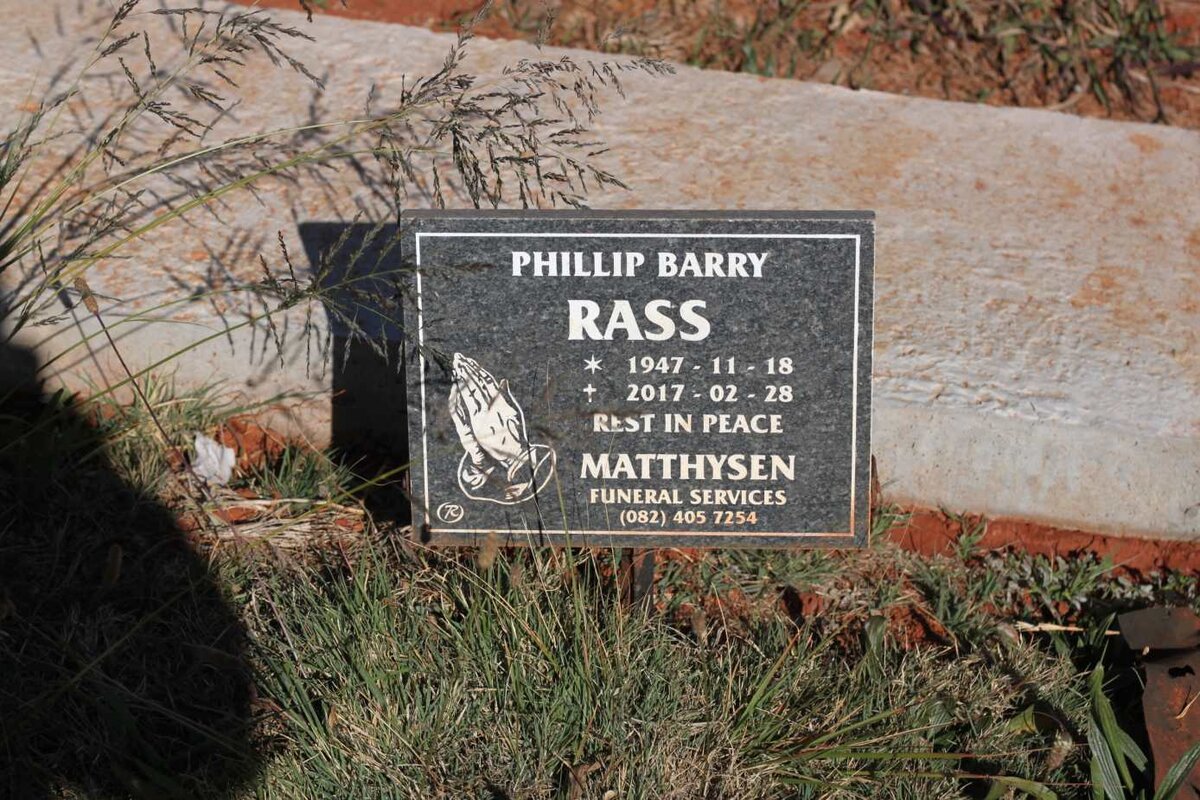 PHILLIP BARRY
RASS
* 1947 - 11 - 18
† 2017 - 02 - 28
REST IN PEACE
MATTHYSEN
FUNERAL SERVICES
(082) 405 7254